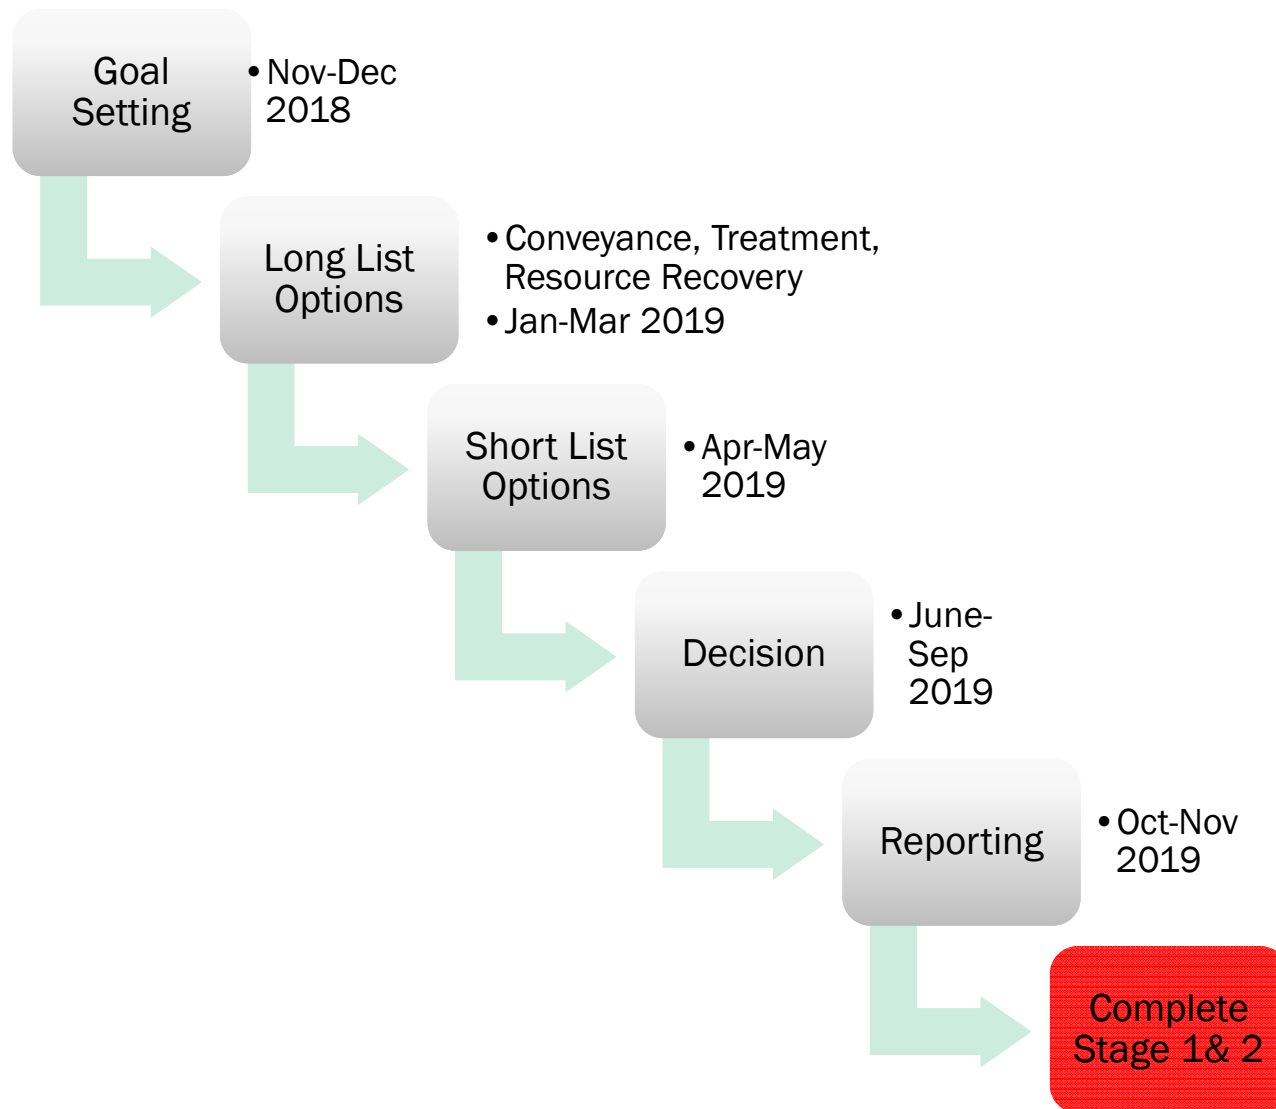 Goal
Setting
•Nov-Dec
2018
Long List
Options
•Conveyance, Treatment,
Resource Recovery
•Jan-Mar 2019
Short List
Options
•Apr-May
2019
Decision
•June-
Sep
2019
Reporting
•Oct-Nov
2019
Complete
Stage 1& 2